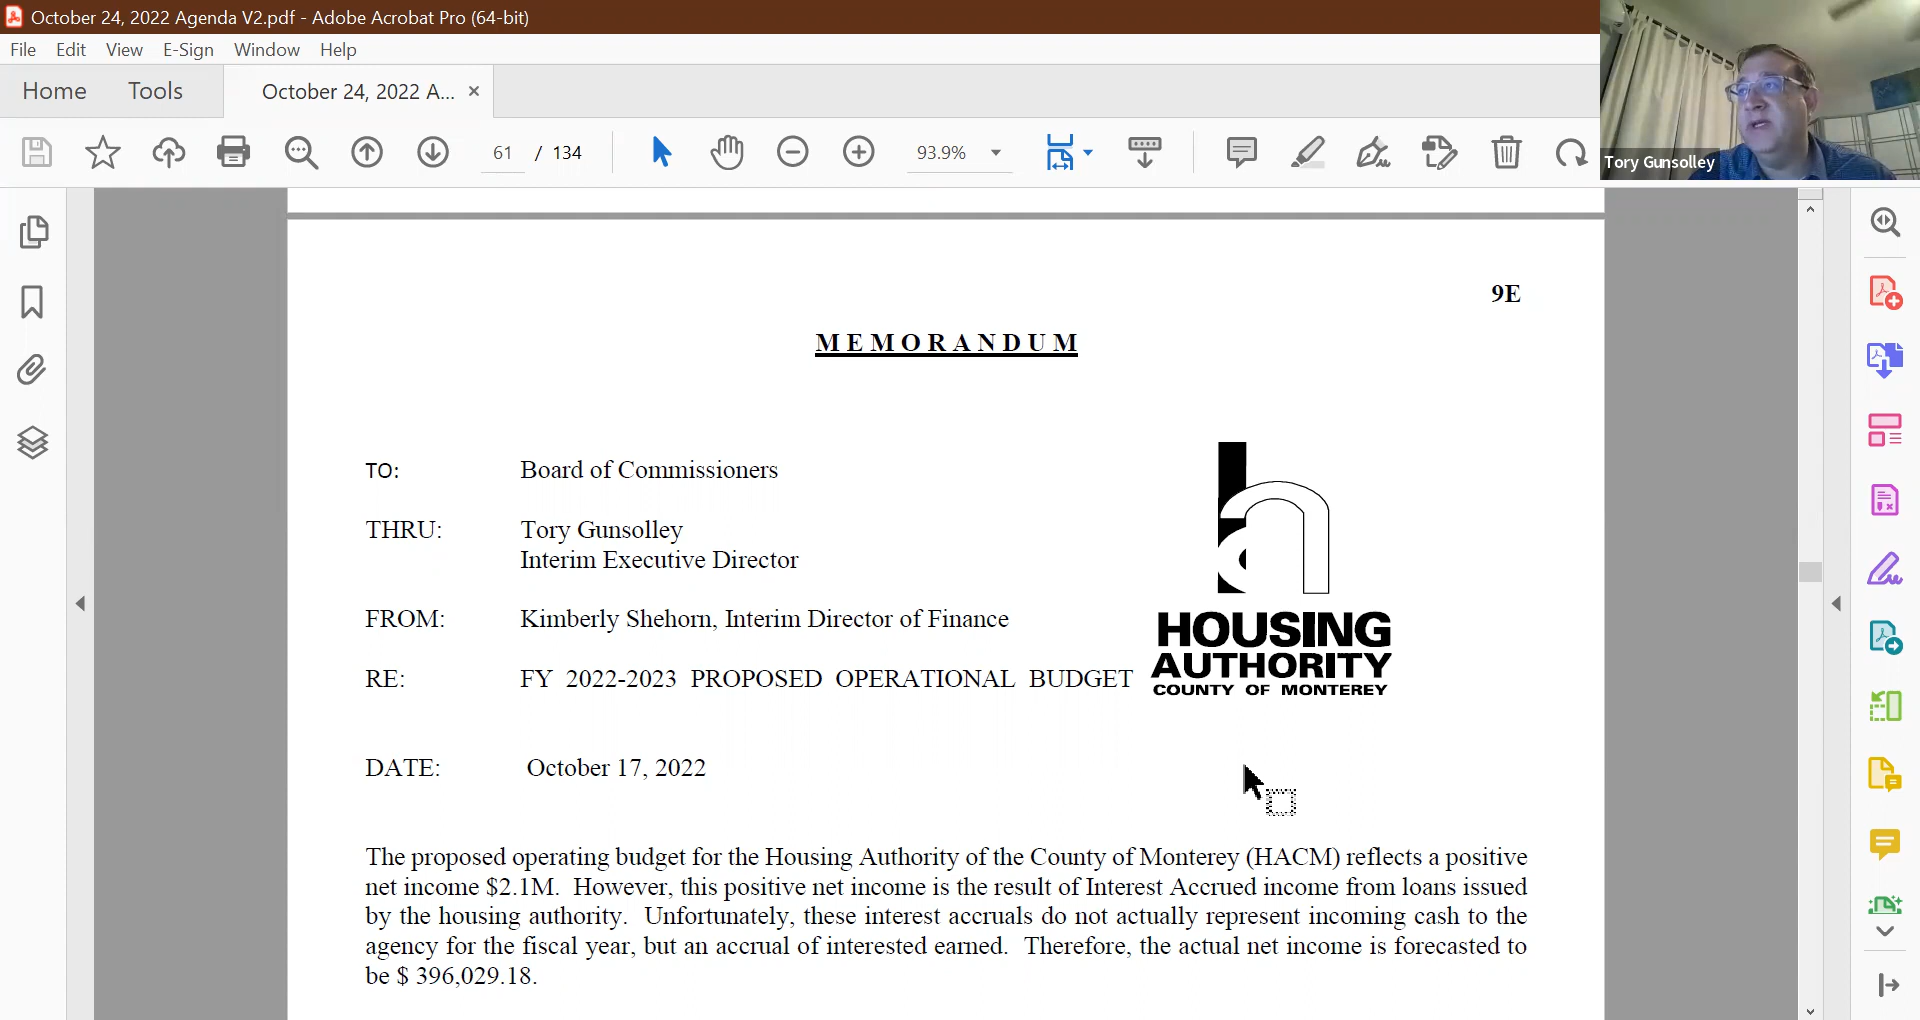 October 24, 2022 Agenda V2.pdf - Adobe Acrobat Pro (64-bit)
File Edit View E-Sign Window Help
Home Tools October 24, 2022 A... ×
61 / 134 93.9%
Tory Gunsolley
9E
MEMORANDUM
TO: Board of Commissioners
THRU: Tory Gunsolley
Interim Executive Director
FROM: Kimberly Shehorn, Interim Director of Finance
RE: FY 2022-2023 PROPOSED OPERATIONAL BUDGET
ha
HOUSING
AUTHORITY
COUNTY OF MONTEREY
DATE: October 17, 2022
The proposed operating budget for the Housing Authority of the County of Monterey (HACM) reflects a positive
net income $2.1M. However, this positive net income is the result of Interest Accrued income from loans issued
by the housing authority. Unfortunately, these interest accruals do not actually represent incoming cash to the
agency for the fiscal year, but an accrual of interested earned. Therefore, the actual net income is forecasted to
be $ 396,029.18.